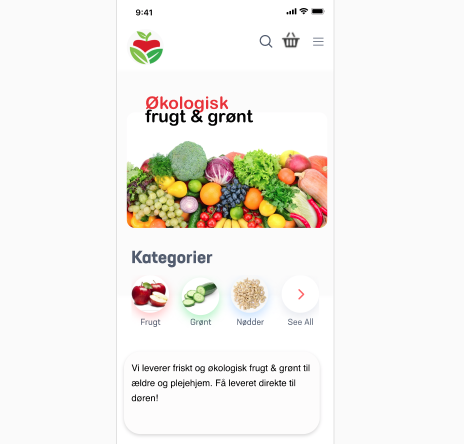 9:41
Økologisk
frugt & grønt
Kategorier
Frugt Grønt Nødder See All
Vi leverer friskt og økologisk frugt & grønt til
ældre og plejehjem. Få leveret direkte til
døren!